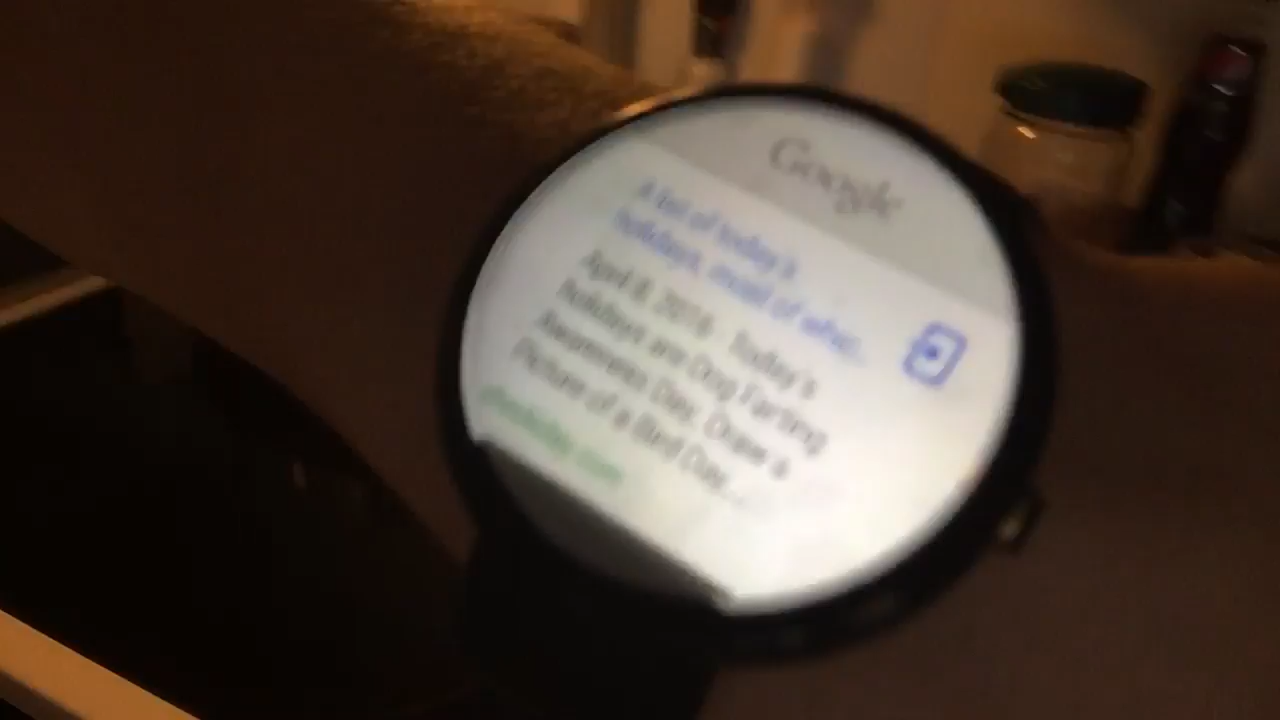 Google
A list of today's
holidays, most of whic...
April 8, 2016 · Today's
holidays are Dog Farting
Awareness Day, Draw a
Picture of a Bird Day,...